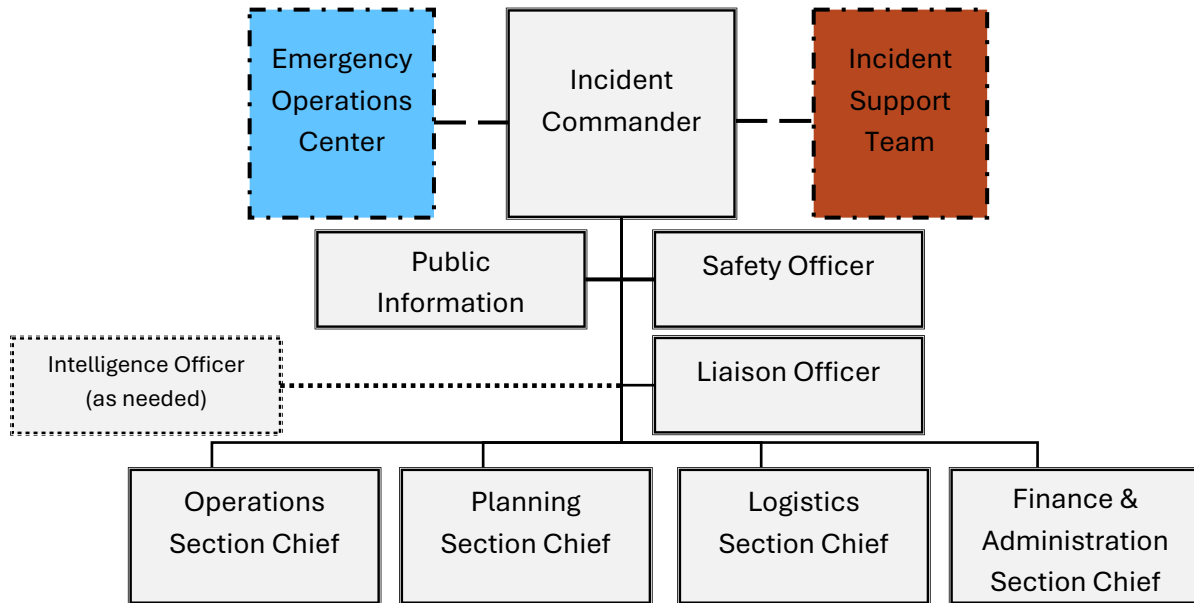 Emergency
Operations
Center
Incident
Commander
Incident
Support
Team
Public
Information
Safety Officer
Intelligence Officer
(as needed)
Liaison Officer
Operations
Section Chief
Planning
Section Chief
Logistics
Section Chief
Finance &
Administration
Section Chief